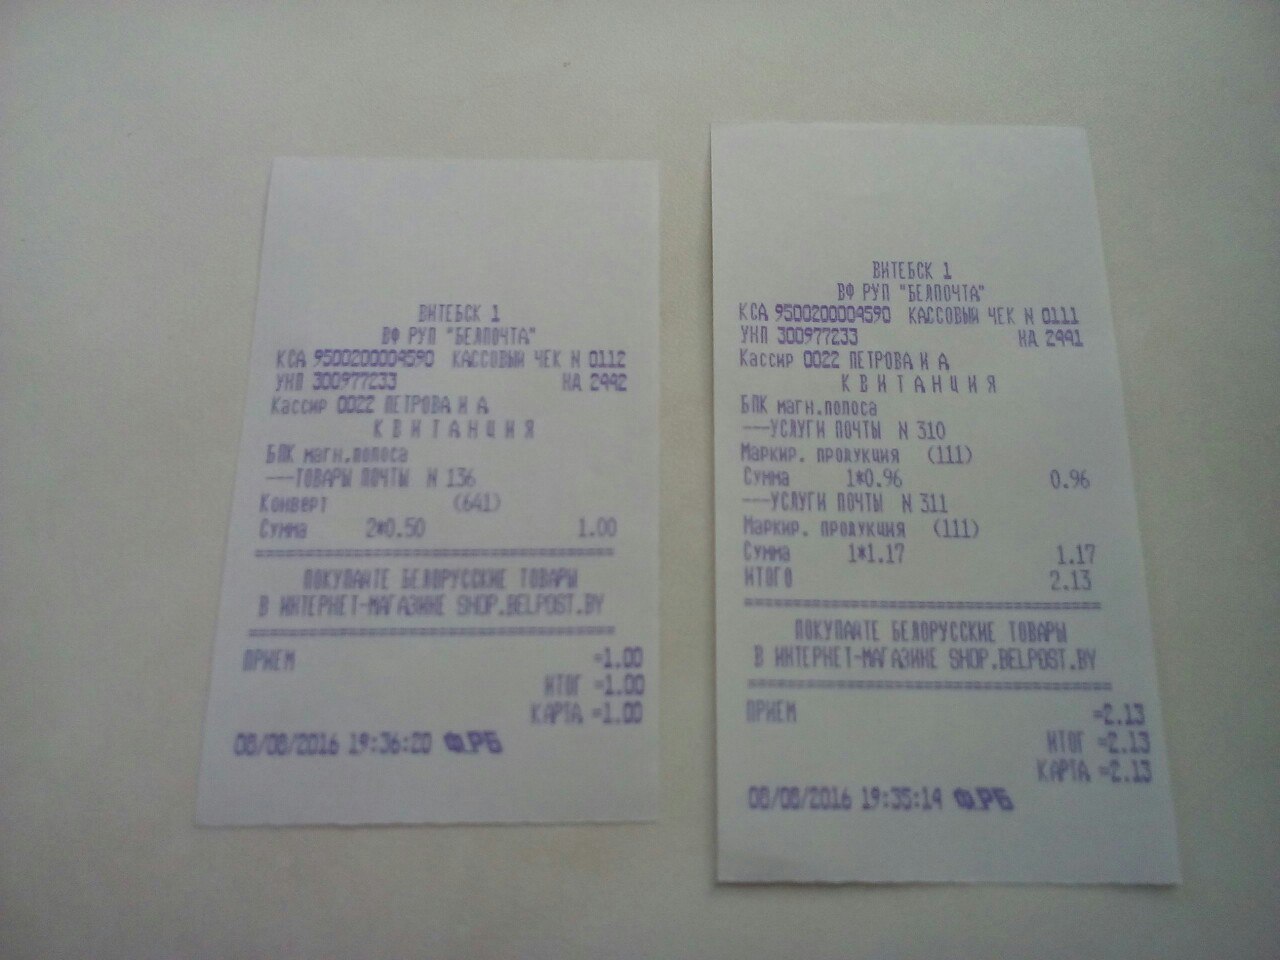 ВИТЕБСК 1
ВФ РУП "БЕЛПОЧТА"
КСА 9500200004590 КАССОВЫЙ ЧЕК N 0112
УНП 300977233 НА 2442
Кассир 0022 ПЕТРОВА И А
КВИТАНЦИЯ
БПК магн.полоса
---ТОВАРЫ ПОЧТЫ N 136
Конверт (641)
Сумма 2*0.50 1.00
ПОКУПАЙТЕ БЕЛОРУССКИЕ ТОВАРЫ
В ИНТЕРНЕТ-МАГАЗИНЕ SHOP.BELPOST.BY
ПРИЕМ =1.00
ИТОГ =1.00
КАРТА =1.00
08/08/2016 19:36:20 Ф.РБ
ВИТЕБСК 1
ВФ РУП "БЕЛПОЧТА"
КСА 9500200004590 КАССОВЫЙ ЧЕК N 0111
УНП 300977233 НА 2441
Кассир 0022 ПЕТРОВА И А
КВИТАНЦИЯ
БПК магн.полоса
---УСЛУГИ ПОЧТЫ N 310
Маркир. продукция (111)
Сумма 1*0.96 0.96
---УСЛУГИ ПОЧТЫ N 311
Маркир. продукция (111)
Сумма 1*1.17 1.17
ИТОГО 2.13
ПОКУПАЙТЕ БЕЛОРУССКИЕ ТОВАРЫ
В ИНТЕРНЕТ-МАГАЗИНЕ SHOP.BELPOST.BY
ПРИЕМ =2.13
ИТОГ =2.13
КАРТА =2.13
08/08/2016 19:35:14 Ф.РБ